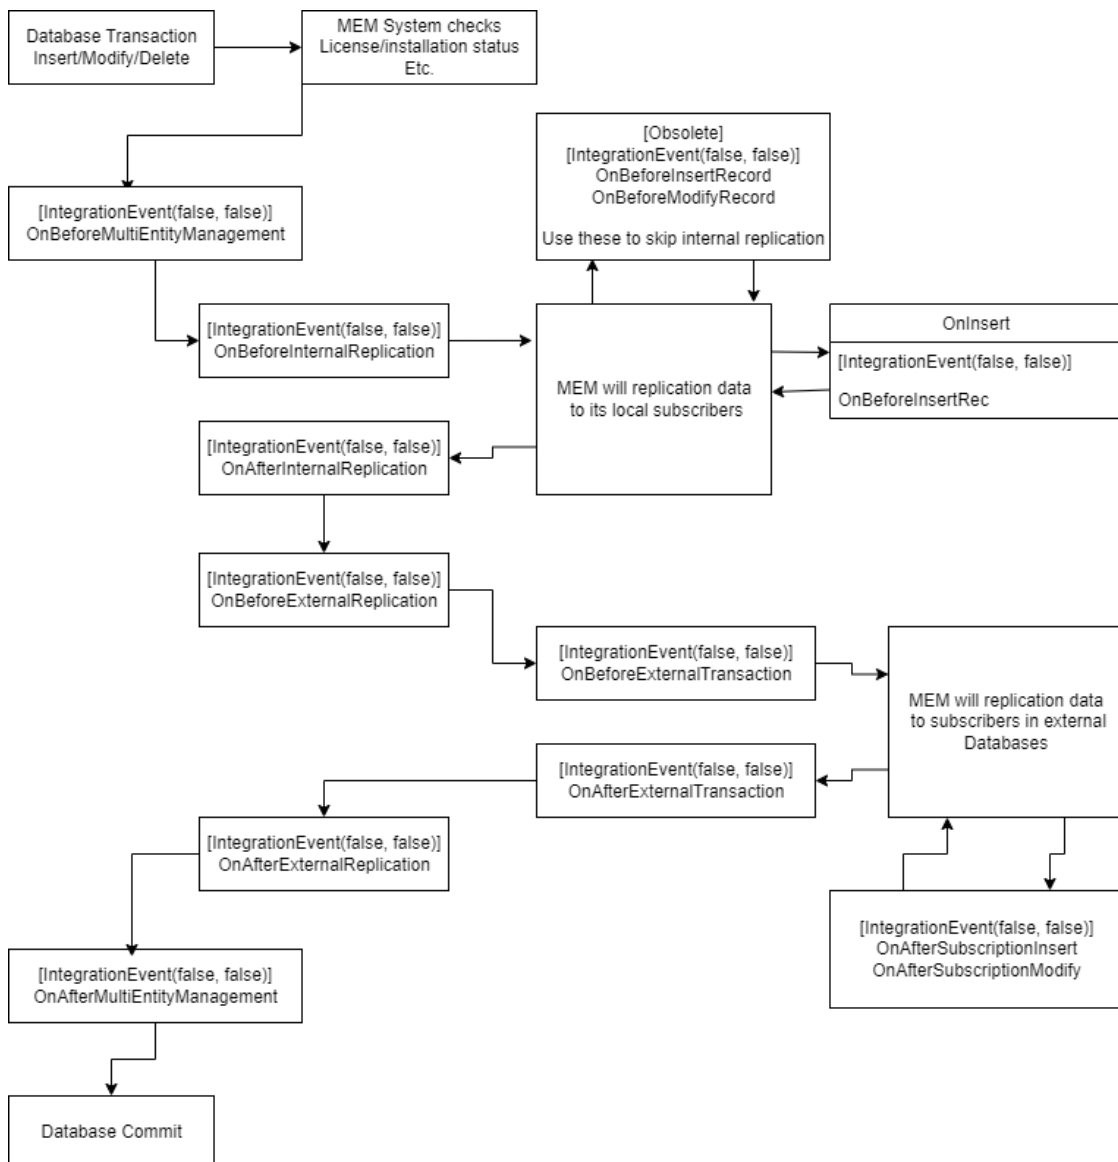 Database Transaction
Insert/Modify/Delete
MEM System checks
License/installation status
Etc.
[Obsolete]
[IntegrationEvent(false, false)]
OnBeforeInsertRecord
OnBeforeModifyRecord
Use these to skip internal replication
[IntegrationEvent(false, false)]
OnBeforeMultiEntityManagement
[IntegrationEvent(false, false)]
OnBeforeInternalReplication
MEM will replication data
to its local subscribers
OnInsert
[IntegrationEvent(false, false)]
OnBeforeInsertRec
[IntegrationEvent(false, false)]
OnAfterInternalReplication
[IntegrationEvent(false, false)]
OnBeforeExternalReplication
[IntegrationEvent(false, false)]
OnBeforeExternalTransaction
MEM will replication data
to subscribers in external
Databases
[IntegrationEvent(false, false)]
OnAfterExternalTransaction
[IntegrationEvent(false, false)]
OnAfterExternalReplication
[IntegrationEvent(false, false)]
OnAfterSubscriptionInsert
OnAfterSubscriptionModify
[IntegrationEvent(false, false)]
OnAfterMultiEntityManagement
Database Commit